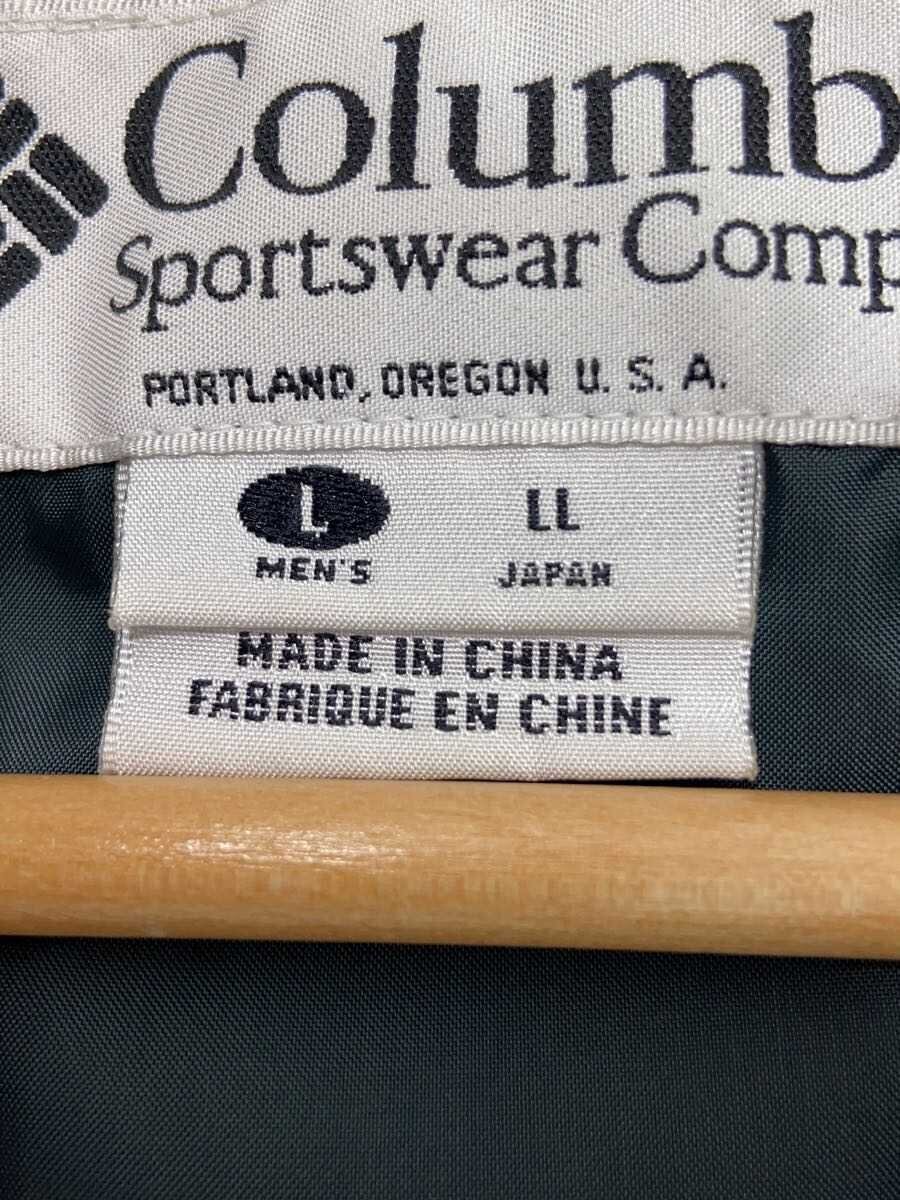 Columb
Sportswear Comp
PORTLAND, OREGON U. S. A.
L LL
MEN'S JAPAN
MADE IN CHINA
FABRIQUE EN CHINE